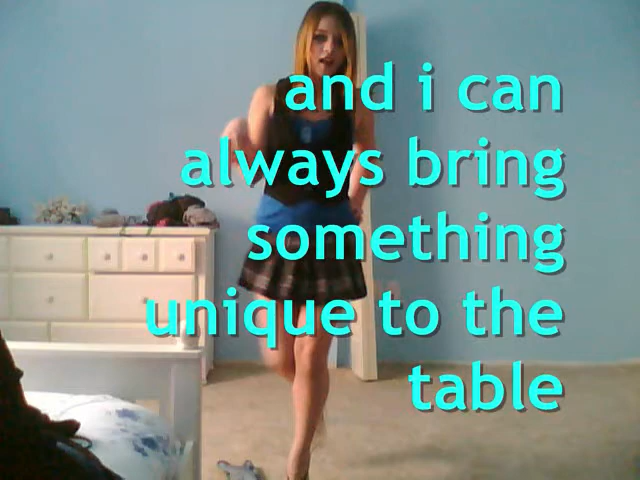 and i can
always bring
something
unique to the
table